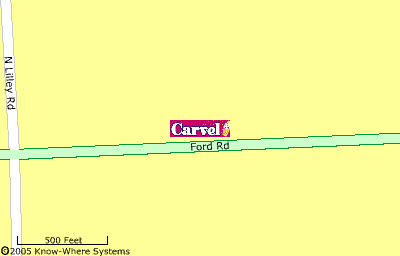 N Lilley Rd
Carvel
Ford Rd
500 Feet
©2005 Know-Where Systems